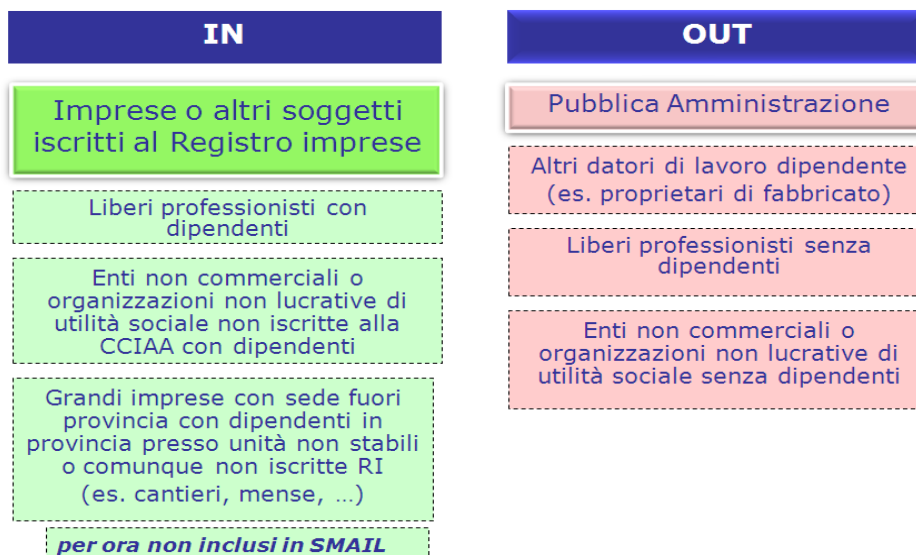 IN
Imprese o altri soggetti
iscritti al Registro imprese
Liberi professionisti con
dipendenti
Enti non commerciali o
organizzazioni non lucrative di
utilità sociale non iscritte alla
CCIAA con dipendenti
Grandi imprese con sede fuori
provincia con dipendenti in
provincia presso unità non stabili
o comunque non iscritte RI
(es. cantieri, mense, ...)
per ora non inclusi in SMAIL
OUT
Pubblica Amministrazione
Altri datori di lavoro dipendente
(es. proprietari di fabbricato)
Liberi professionisti senza
dipendenti
Enti non commerciali o
organizzazioni non lucrative di
utilità sociale senza dipendenti